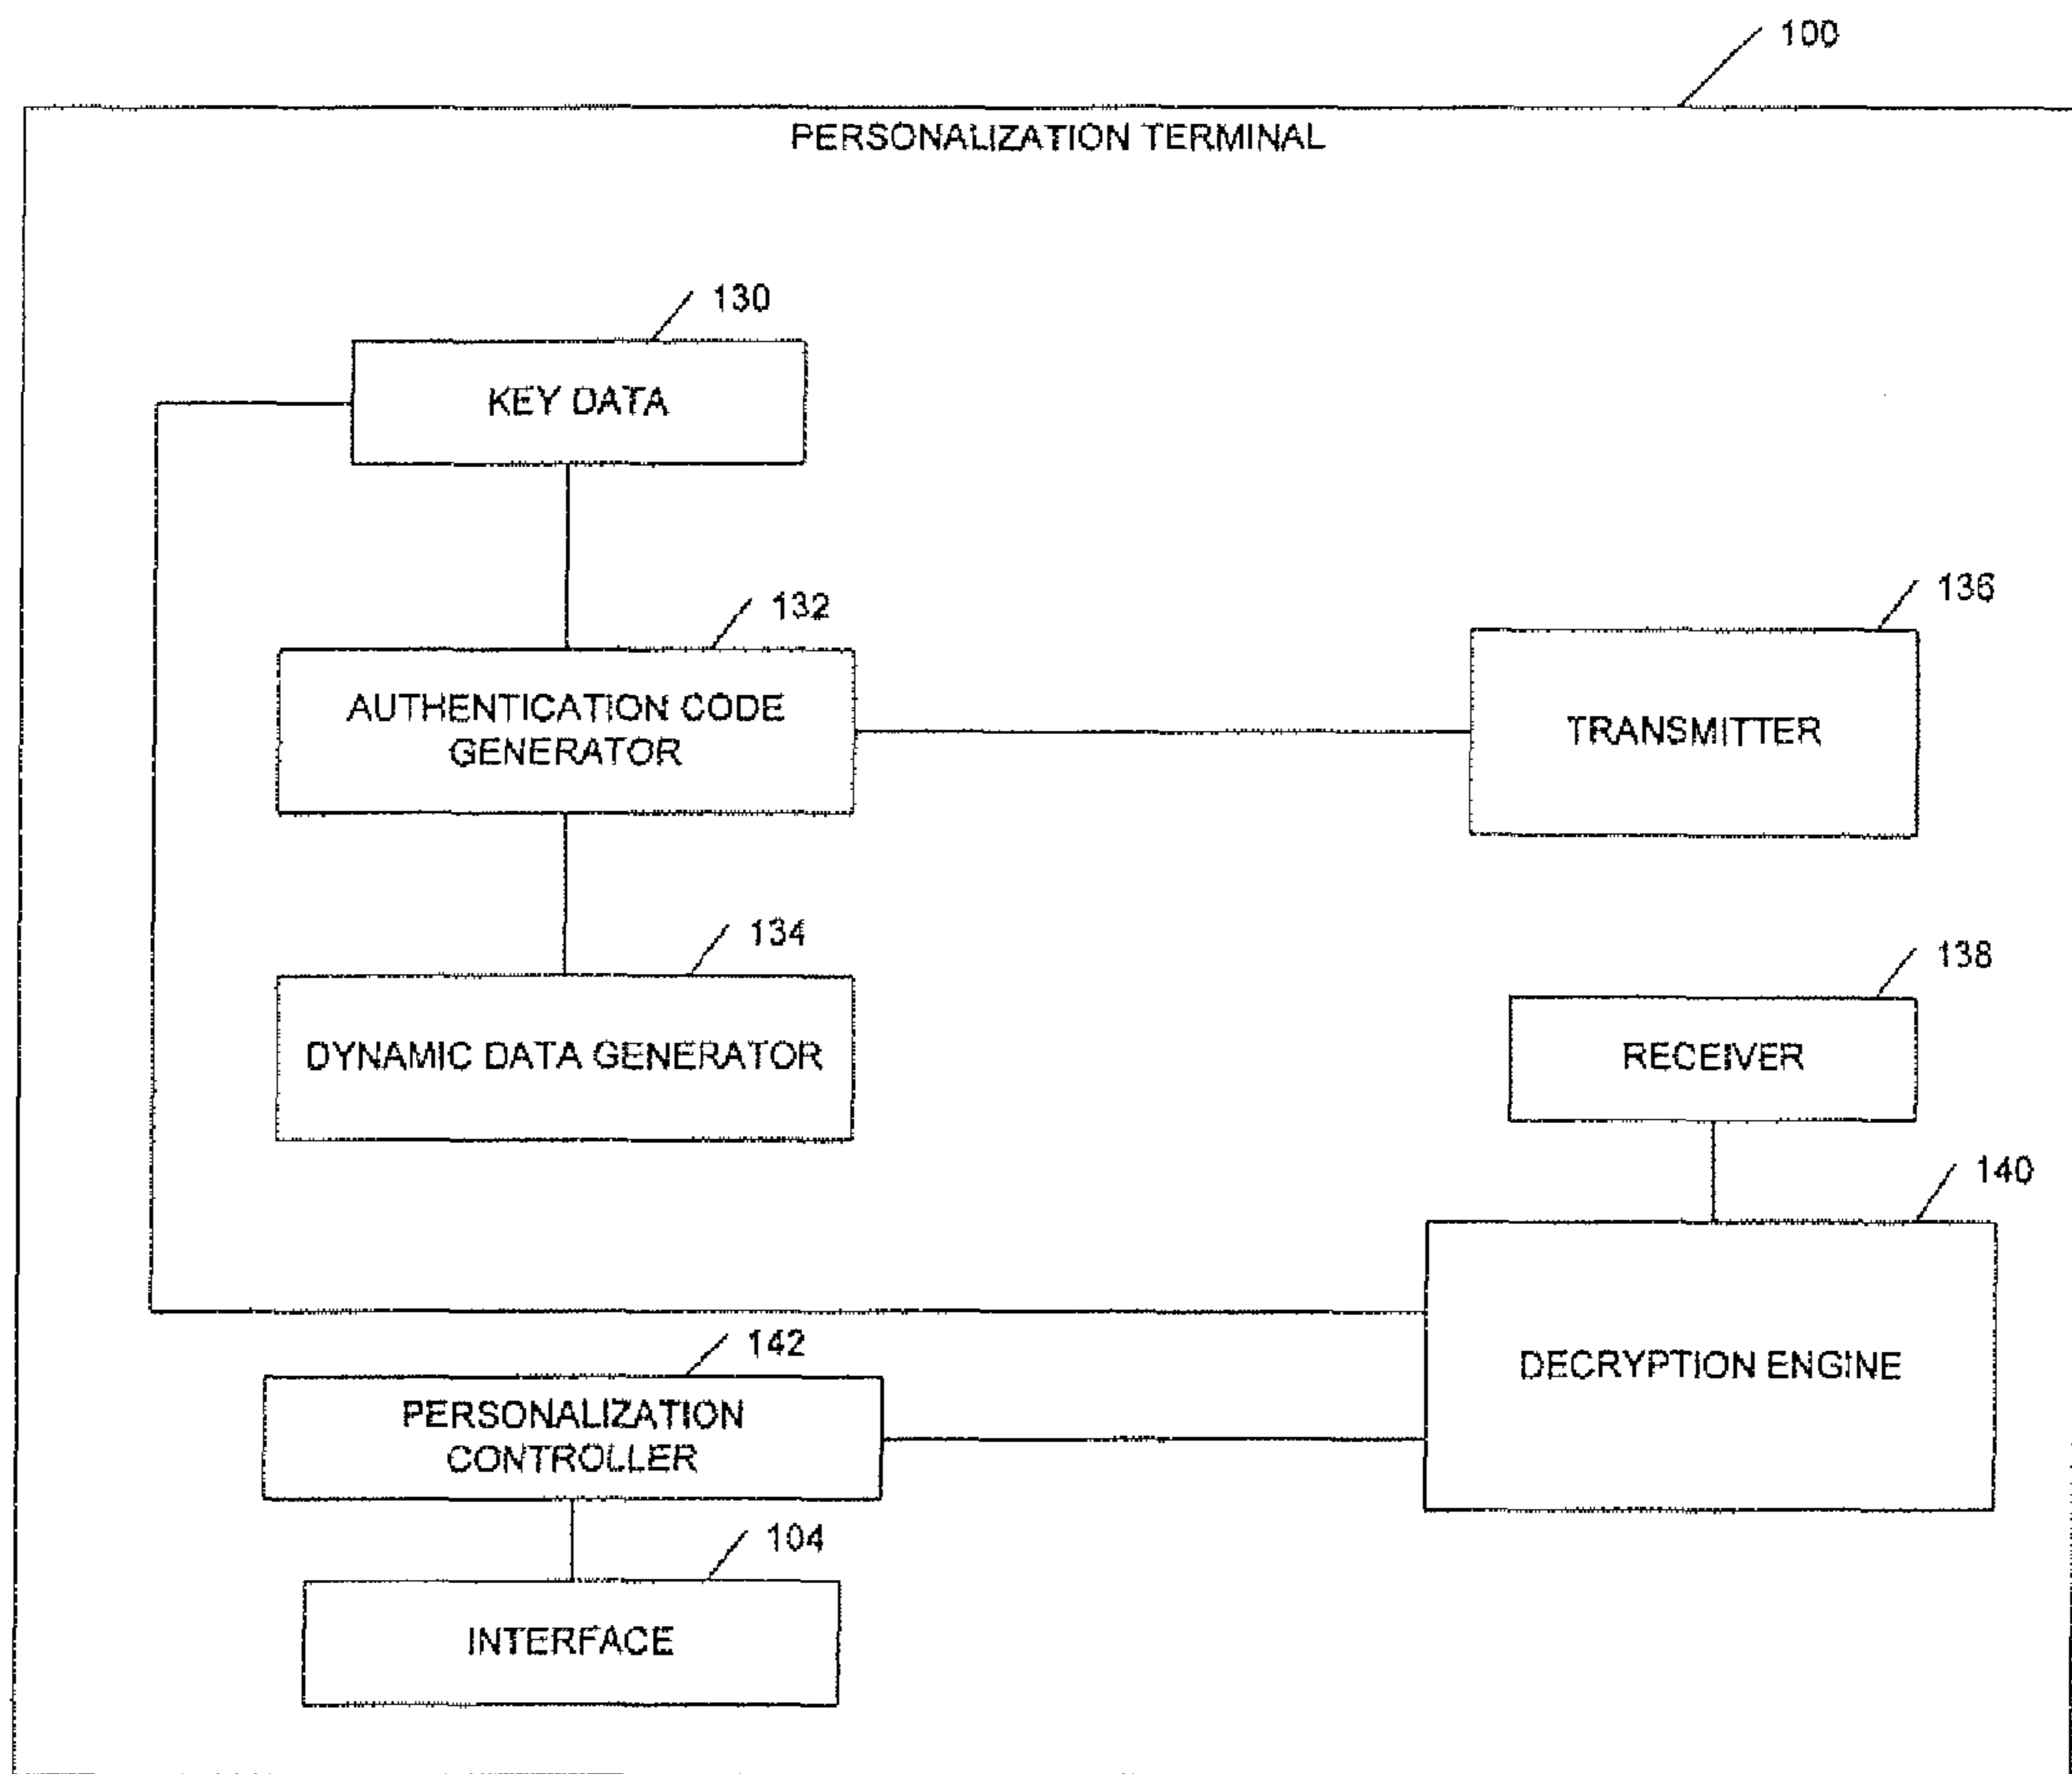 100
PERSONALIZATION TERMINAL
130
KEY DATA
132
AUTHENTICATION CODE
GENERATOR
136
TRANSMITTER
134
DYNAMIC DATA GENERATOR
138
RECEIVER
140
DECRYPTION ENGINE
142
PERSONALIZATION
CONTROLLER
104
INTERFACE